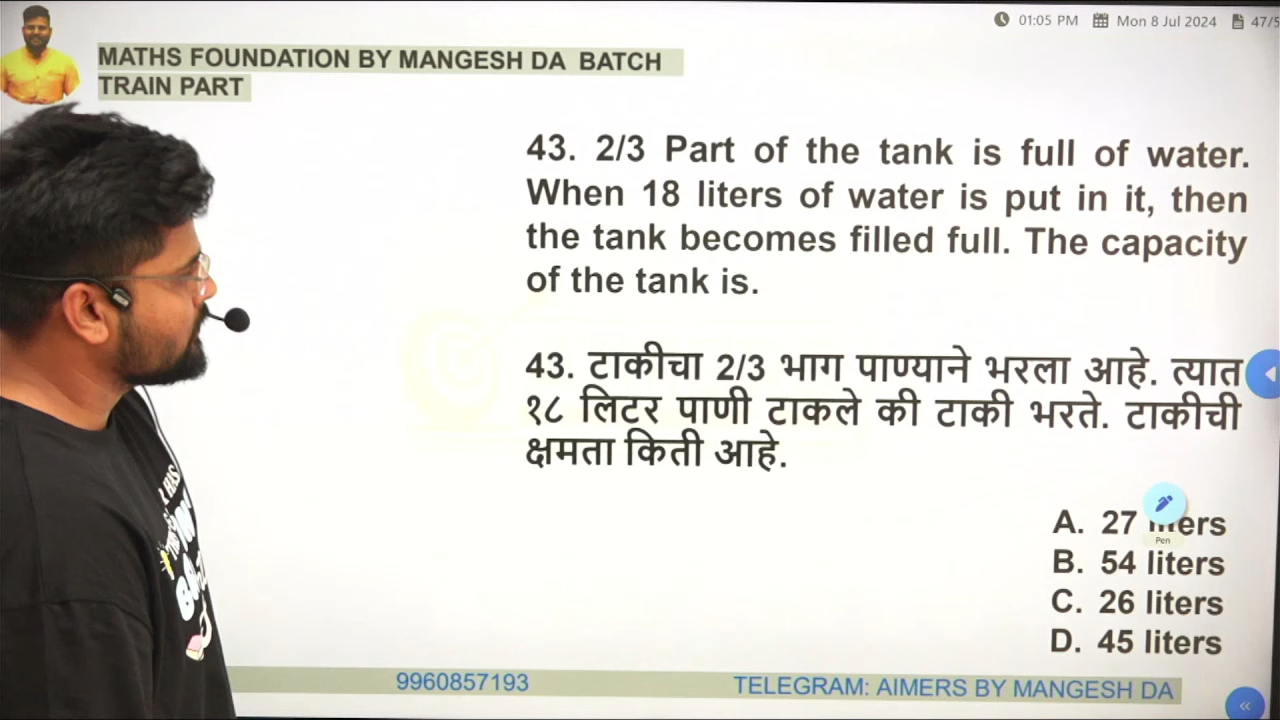 01:05 PM Mon 8 Jul 2024 47/5
MATHS FOUNDATION BY MANGESH DA BATCH
TRAIN PART
43. 2/3 Part of the tank is full of water.
When 18 liters of water is put in it, then
the tank becomes filled full. The capacity
of the tank is.
43. टाकीचा 2/3 भाग पाण्याने भरला आहे. त्यात
१८ लिटर पाणी टाकले की टाकी भरते. टाकीची
क्षमता किती आहे.
A. 27
Pen
B. 54 liters
C. 26 liters
D. 45 liters
9960857193 TELEGRAM: AIMERS BY MANGESH DA